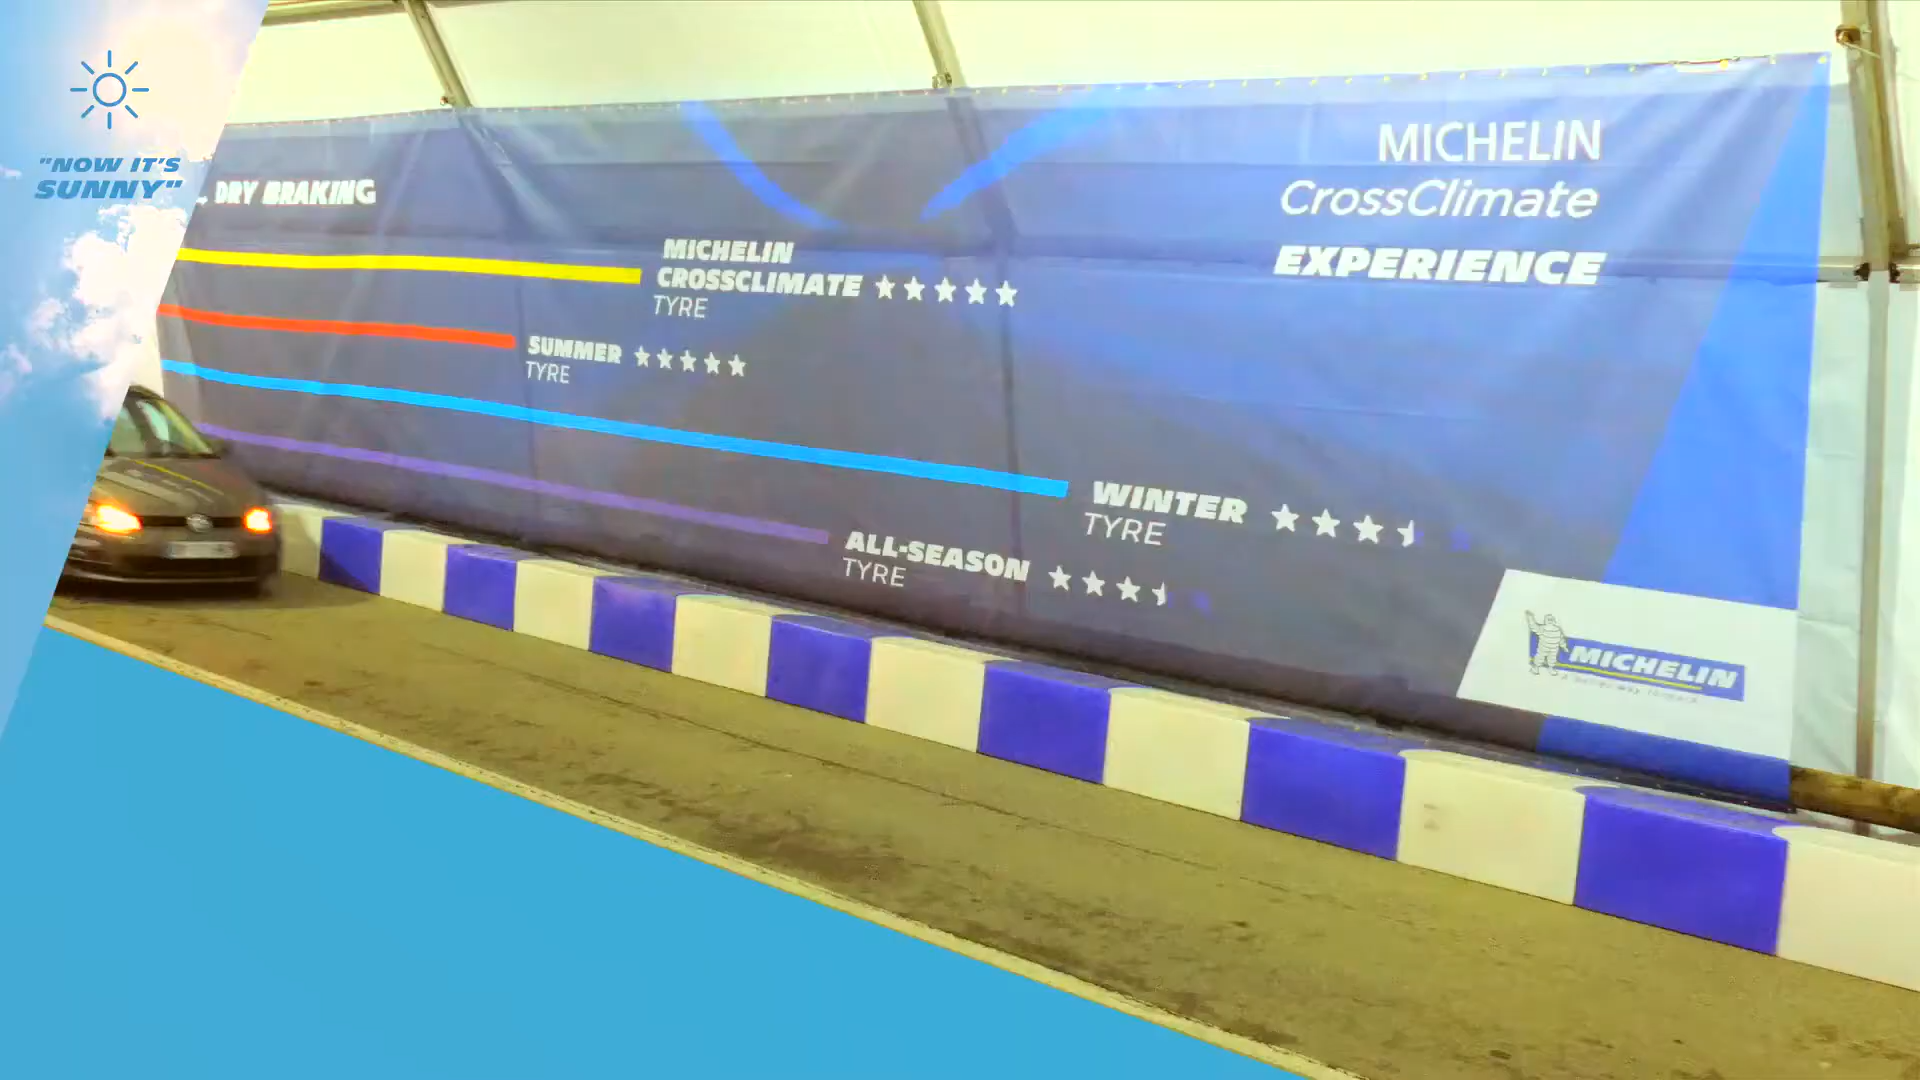 "NOW IT'S
SUNNY"
DRY BRAKING
MICHELIN
CrossClimate
EXPERIENCE
MICHELIN
CROSSCLIMATE
TYRE
SUMMER
TYRE
WINTER
TYRE
ALL-SEASON
TYRE
MICHELIN